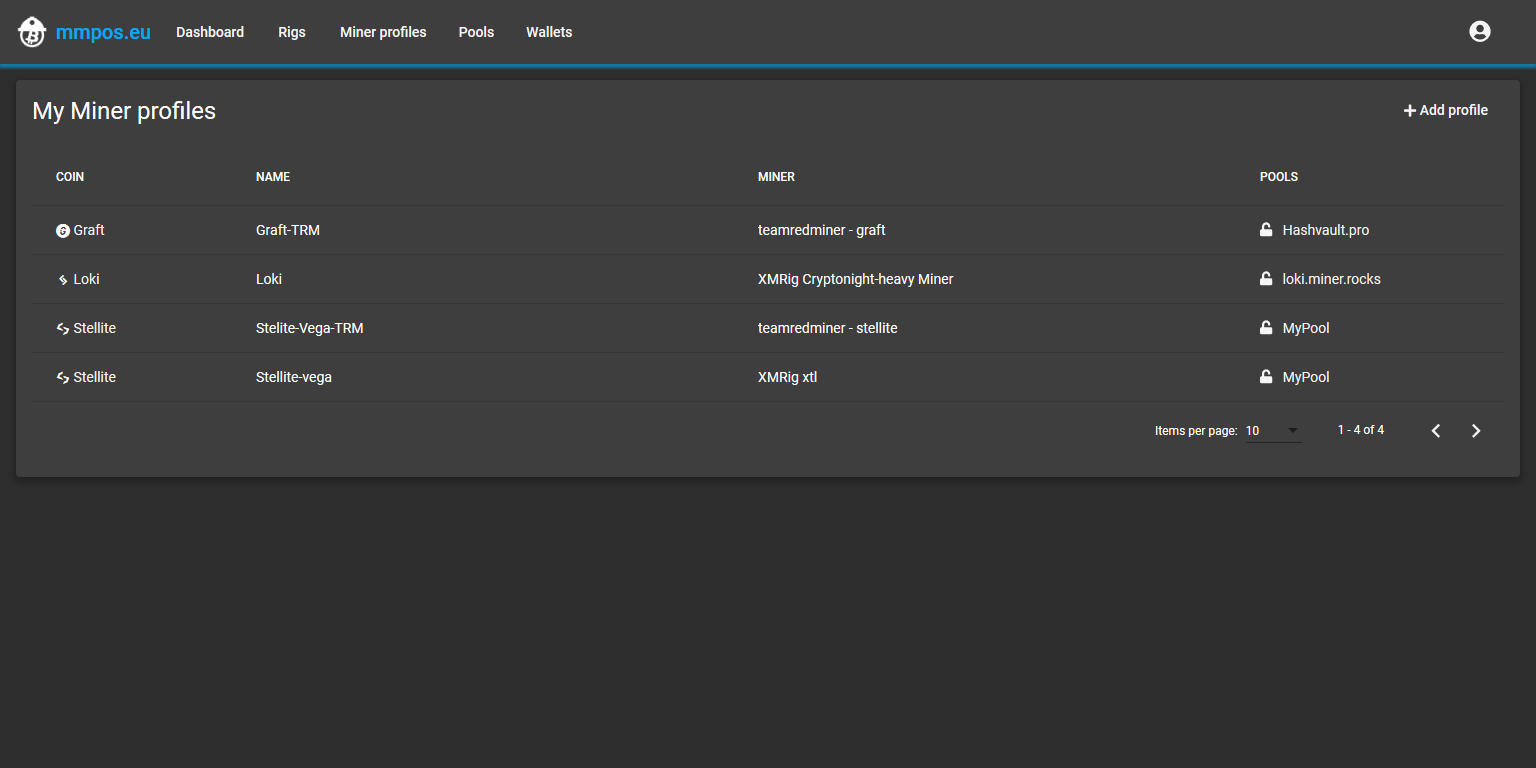 mmpos.eu Dashboard Rigs Miner profiles Pools Wallets
My Miner profiles + Add profile
COIN NAME MINER POOLS
Graft Graft-TRM teamredminer - graft Hashvault.pro
Loki Loki XMRig Cryptonight-heavy Miner loki.miner.rocks
Stellite Stelite-Vega-TRM teamredminer - stellite MyPool
Stellite Stellite-vega XMRig xtl MyPool
Items per page: 10 1 - 4 of 4